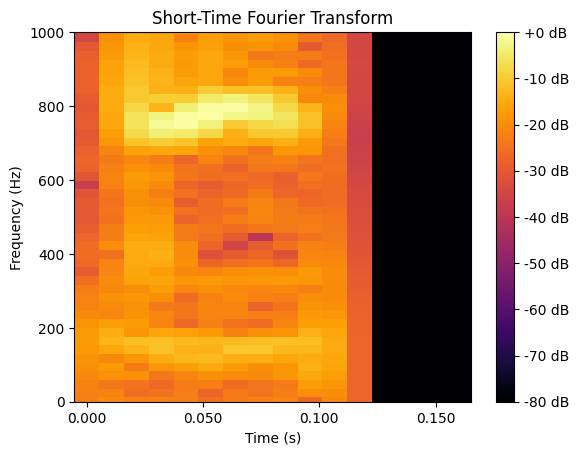 Short-Time Fourier Transform
1000
800
600
400
200
0
Frequency (Hz)
0.000
0.050
0.100
0.150
Time (s)
+0 dB
-10 dB
-20 dB
-30 dB
-40 dB
-50 dB
-60 dB
-70 dB
-80 dB